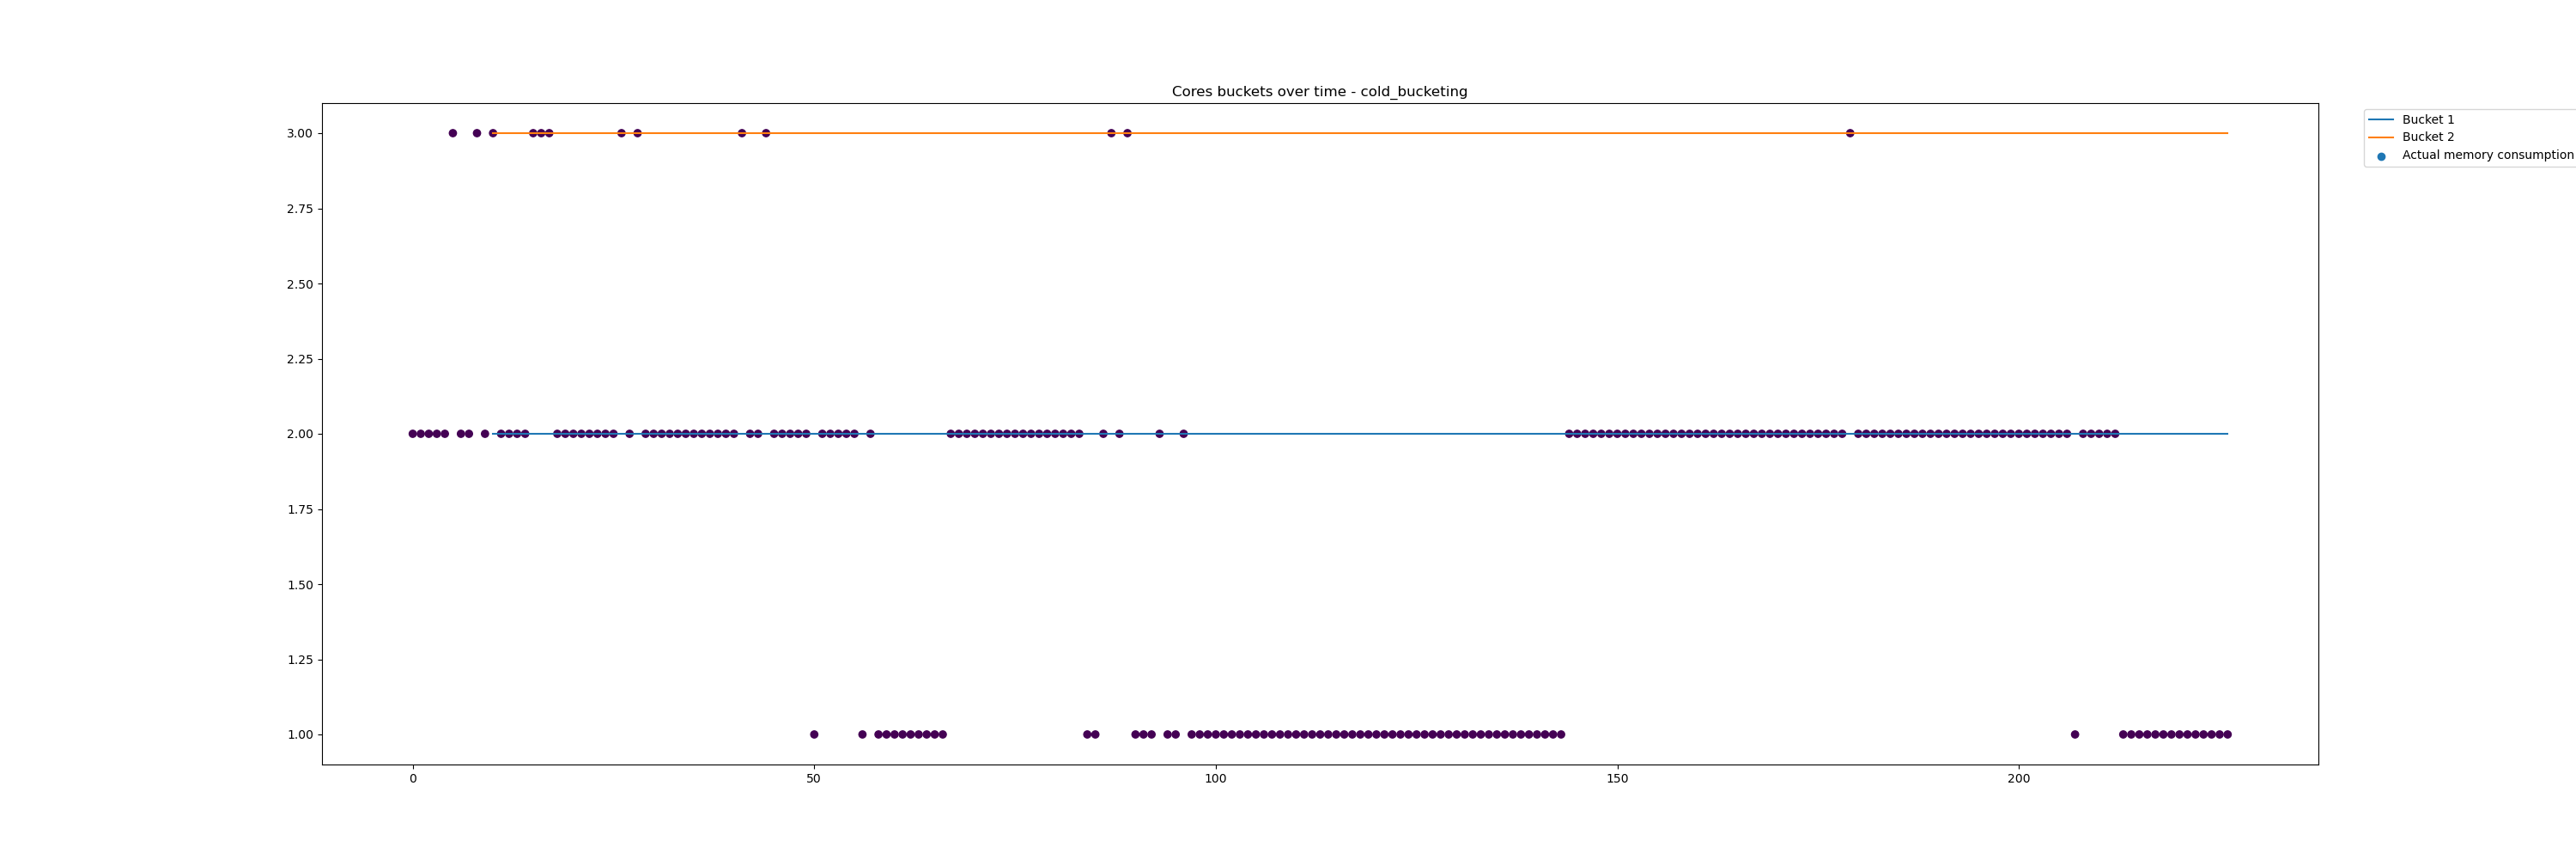 Cores buckets over time - cold_bucketing
Bucket 1
Bucket 2
Actual memory consumption
3.00
2.75
2.50
2.25
2.00
1.75
1.50
1.25
1.00
0 50 100 150 200